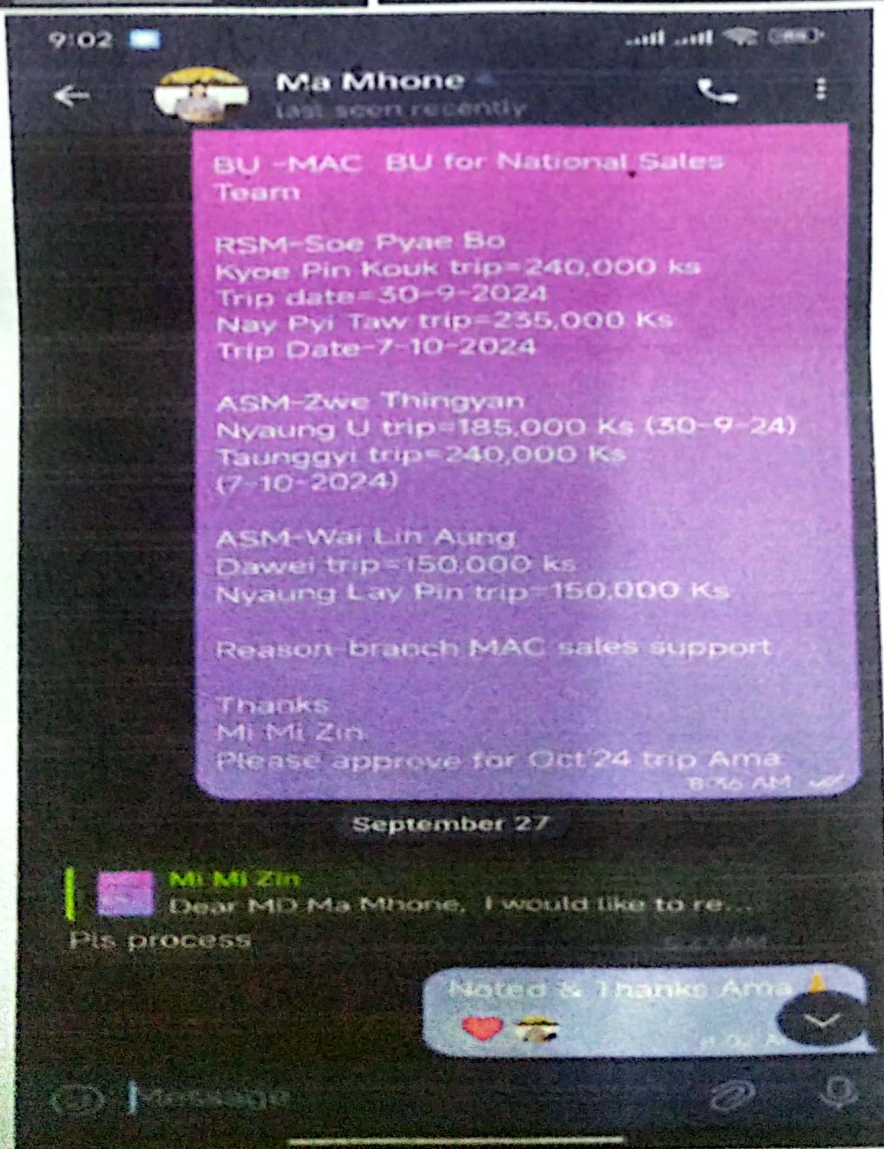 9:02
Ma Mhone
last seen recently
BU -MAC BU for National Sales
Team
RSM-Soe Pyae Bo
Kyoe Pin Kouk trip=240,000 ks
Trip date=30-9-2024
Nay Pyi Taw trip=235,000 Ks
Trip Date-7-10-2024
ASM-Zwe Thingyan
Nyaung U trip=185,000 Ks (30-9-24)
Taunggyi trip=240,000 Ks
(7-10-2024)
ASM-Wai Lin Aung
Dawei trip=150,000 ks
Nyaung Lay Pin trip=150,000 Ks
Reason-branch MAC sales support
Thanks
Mi Mi Zin
Please approve for Oct'24 trip Ama
8:36 AM
September 27
Mi Mi Zin
Dear MD Ma Mhone, I would like to re...
Pls process
AM
Noted & Thanks Ama
Message